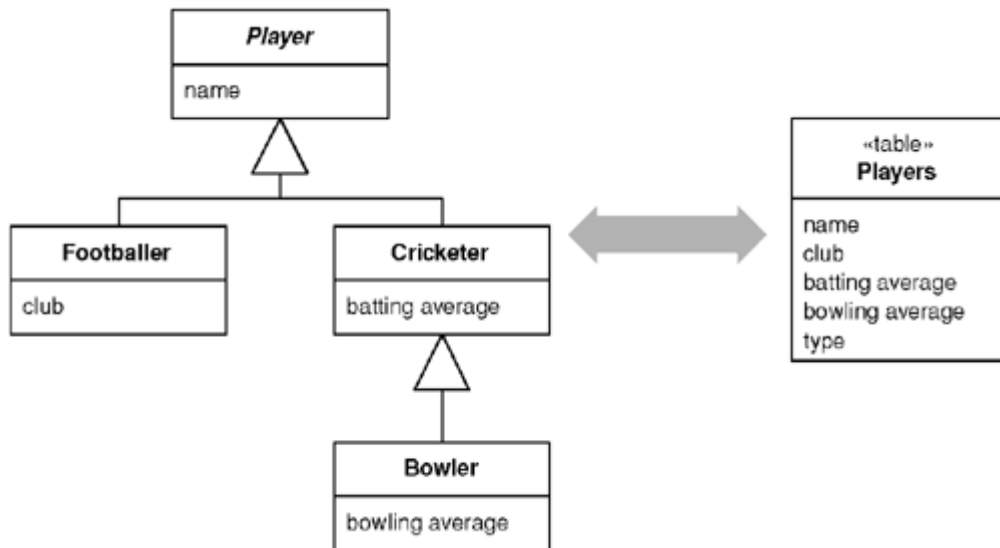 Player
name
Footballer
club
Cricketer
batting average
Bowler
bowling average
«table»
Players
name
club
batting average
bowling average
type